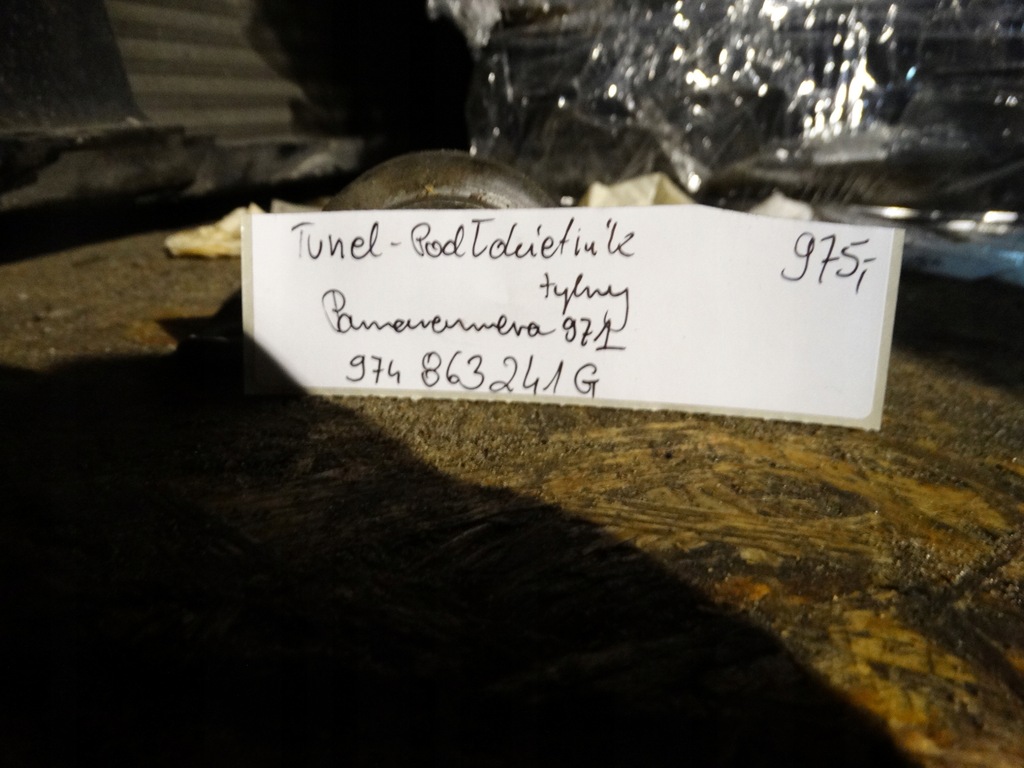 Tunel - Podłokietnik 975,-
tylny
Panamera 971
974 863 241 G